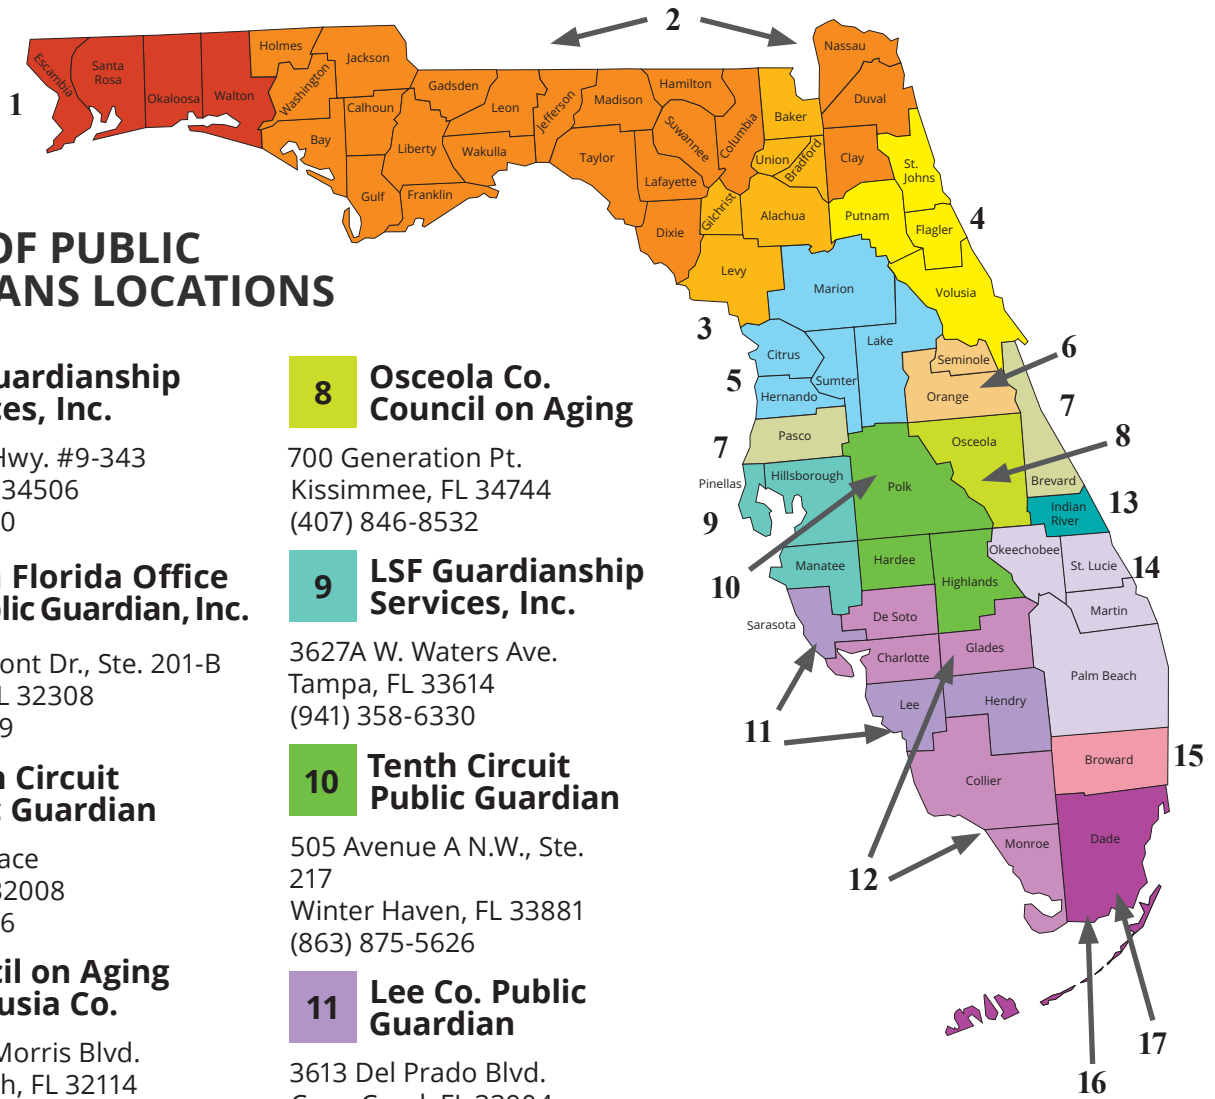 2
1
Escambia
Santa
Rosa
Okaloosa
Walton
Holmes
Washington
Jackson
Bay
Calhoun
Gulf
Liberty
Franklin
Gadsden
Leon
Wakulla
Jefferson
Madison
Taylor
Hamilton
Suwannee
Lafayette
Dixie
Columbia
Baker
Union
Bradford
Gilchrist
Alachua
Levy
Nassau
Duval
Clay
St.
Johns
Putnam
Flagler
4
Volusia
3
Marion
Citrus
5
Sumter
Lake
Hernando
Seminole
6
Orange
7
Pasco
7
Osceola
8
Brevard
Pinellas
Hillsborough
9
Polk
10
Indian
River
13
Manatee
Hardee
Highlands
Okeechobee
St. Lucie
14
Martin
Sarasota
De Soto
Charlotte
Glades
Palm Beach
Lee
Hendry
11
Collier
Broward
15
12
Monroe
Dade
17
16
OF PUBLIC
ANS LOCATIONS
uardianship
es, Inc.
Hwy. #9-343
34506
0
Florida Office
lic Guardian, Inc.
ont Dr., Ste. 201-B
L 32308
9
Circuit
Guardian
ace
32008
6
cil on Aging
usia Co.
Morris Blvd.
h, FL 32114
8
Osceola Co.
Council on Aging
700 Generation Pt.
Kissimmee, FL 34744
(407) 846-8532
9
LSF Guardianship
Services, Inc.
3627A W. Waters Ave.
Tampa, FL 33614
(941) 358-6330
10
Tenth Circuit
Public Guardian
505 Avenue A N.W., Ste.
217
Winter Haven, FL 33881
(863) 875-5626
11
Lee Co. Public
Guardian
3613 Del Prado Blvd.